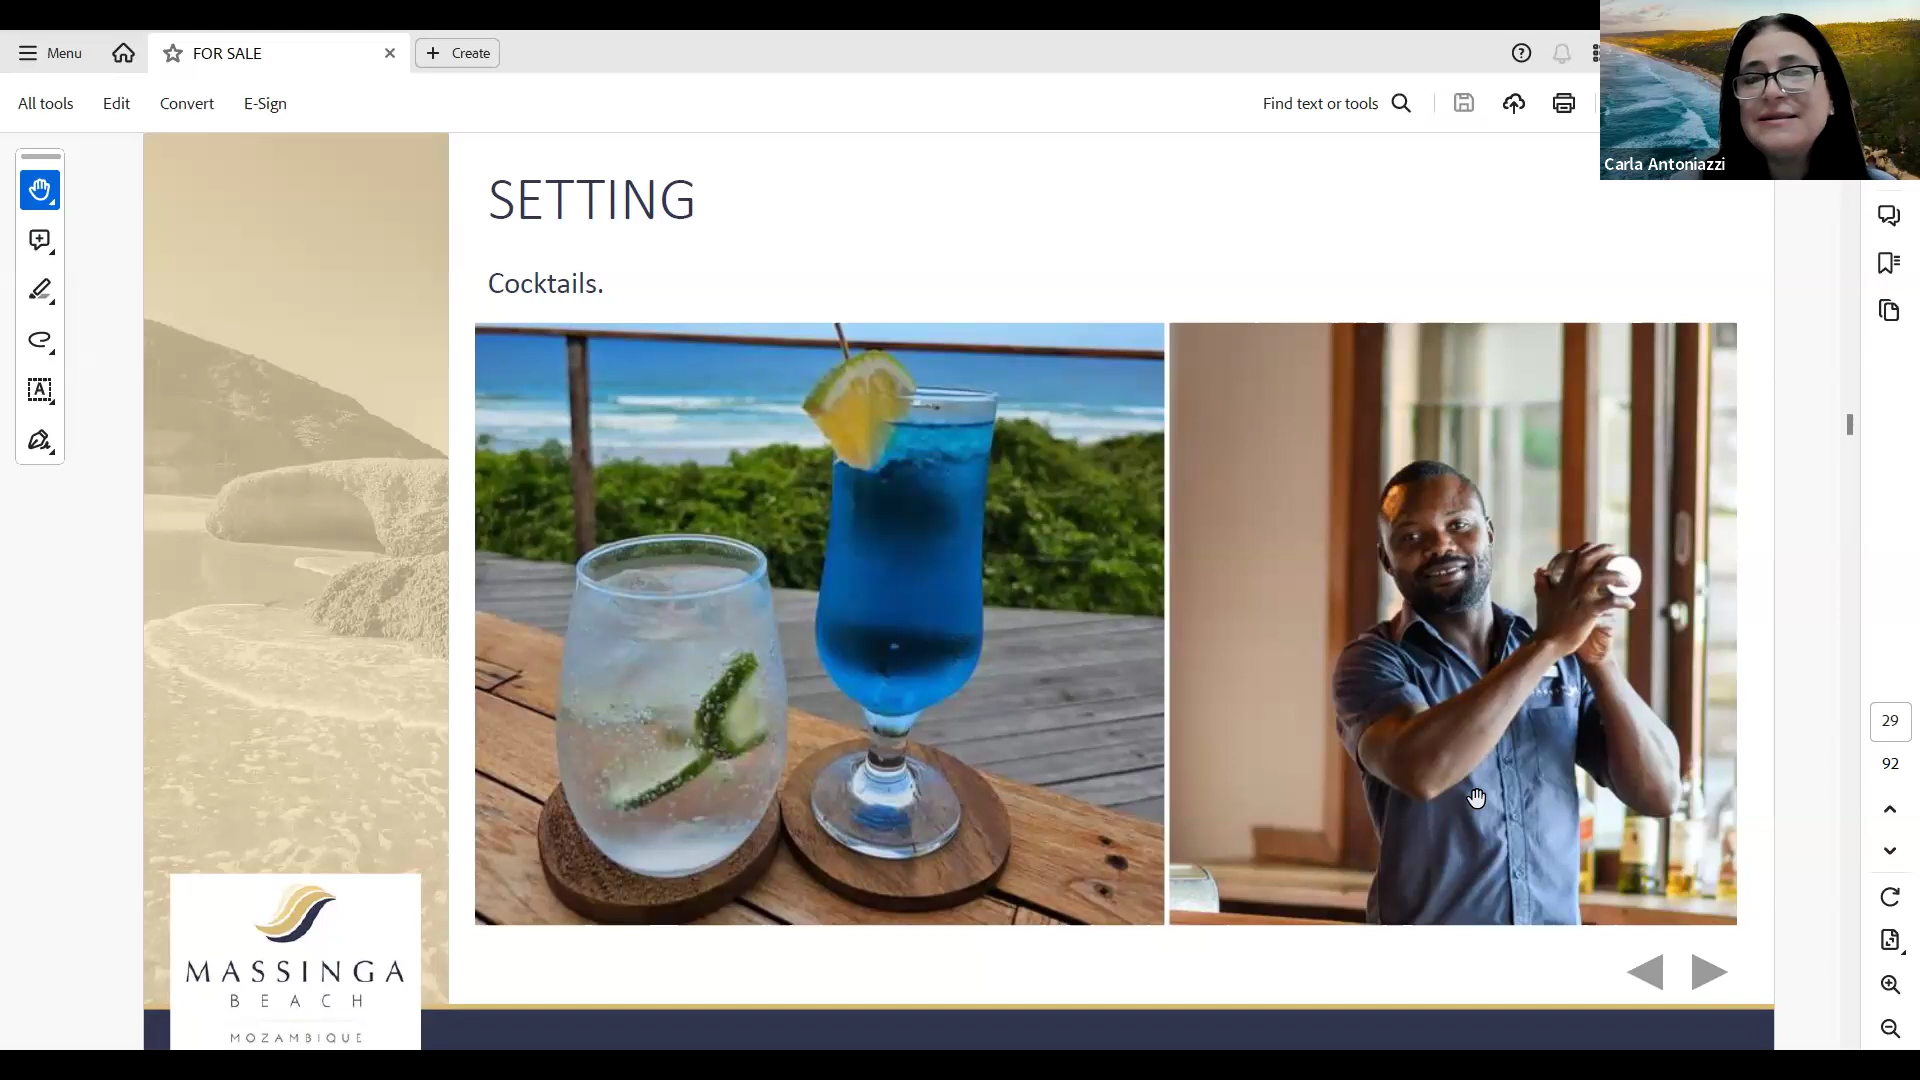 Menu
FOR SALE
Create
All tools
Edit
Convert
E-Sign
Find text or tools
Carla Antoniazzi
SETTING
Cocktails.
29
92
MASSINGA
BEACH
MOZAMBIQUE